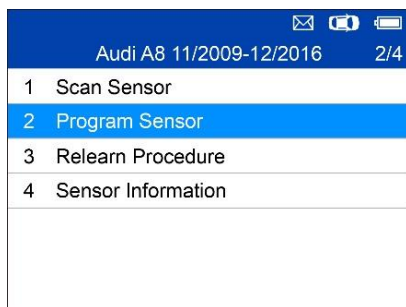 Audi A8 11/2009-12/2016 2/4
1 Scan Sensor
2 Program Sensor
3 Relearn Procedure
4 Sensor Information